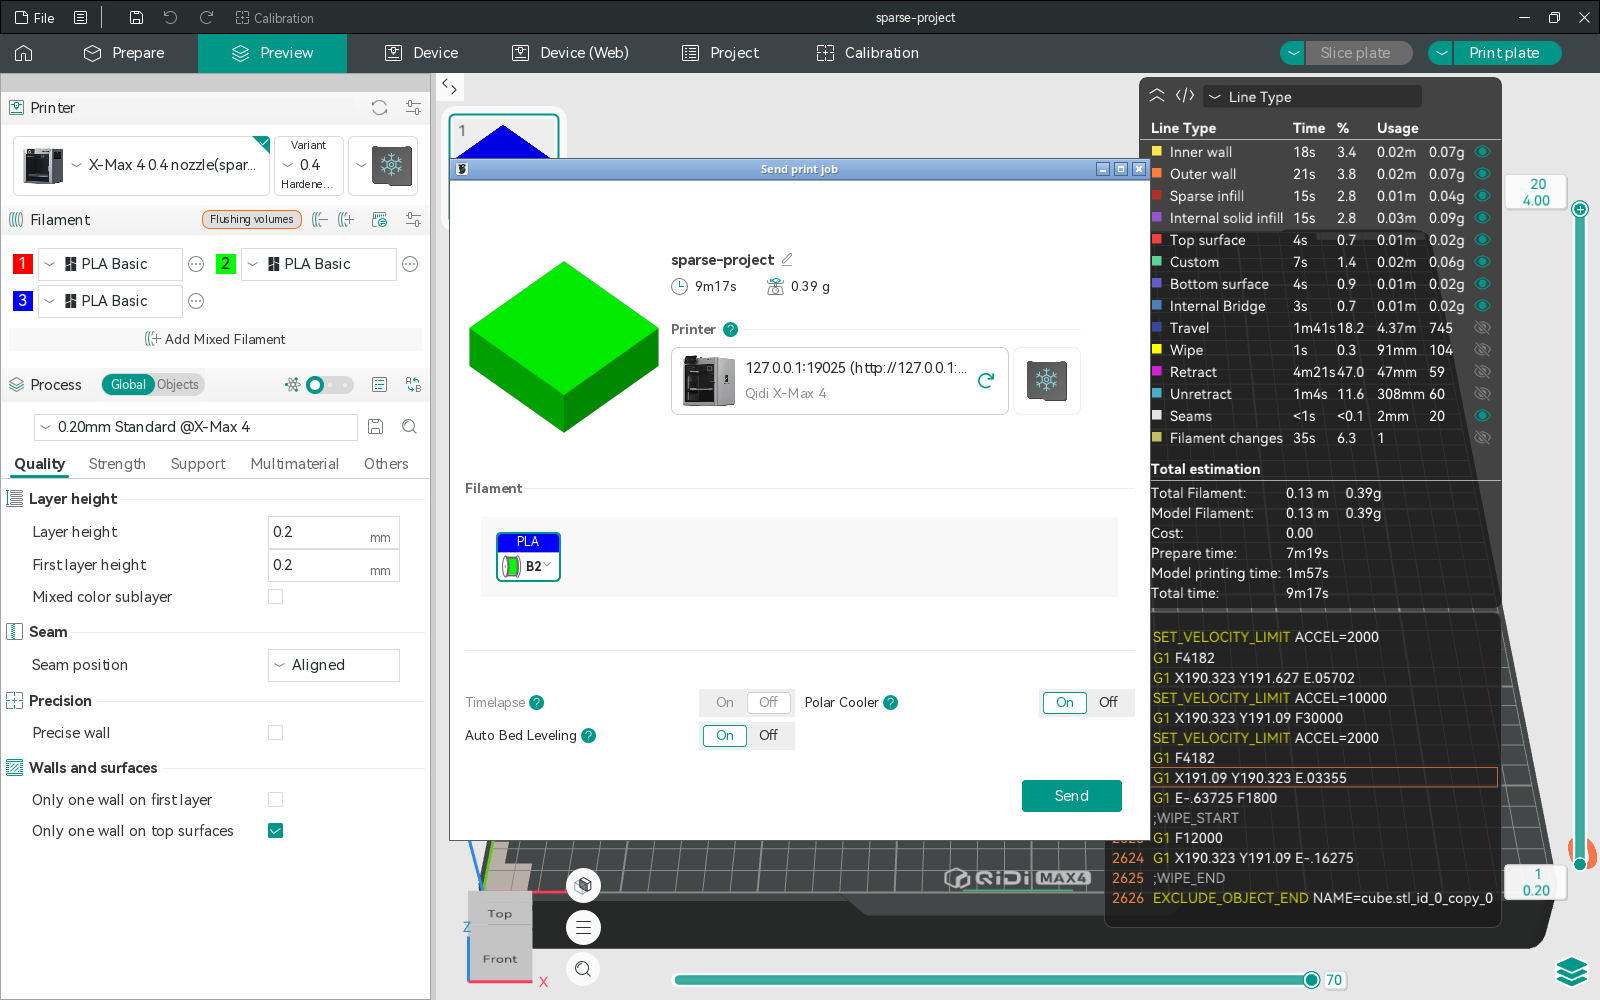 File
Calibration
sparse-project
Prepare
Preview
Device
Device (Web)
Project
Calibration
Slice plate
Print plate
Printer
X-Max 4 0.4 nozzle(spar...
Variant
0.4
Hardene...
Filament
Flushing volumes
1 PLA Basic
2 PLA Basic
3 PLA Basic
Add Mixed Filament
Process
Global
Objects
0.20mm Standard @X-Max 4
Quality
Strength
Support
Multimaterial
Others
Layer height
Layer height 0.2 mm
First layer height 0.2 mm
Mixed color sublayer
Seam
Seam position Aligned
Precision
Precise wall
Walls and surfaces
Only one wall on first layer
Only one wall on top surfaces
1
Send print job
sparse-project
9m17s 0.39 g
Printer ?
127.0.0.1:19025 (http://127.0.0.1:...
Qidi X-Max 4
Filament
PLA
B2
Timelapse ? On Off
Polar Cooler ? On Off
Auto Bed Leveling ? On Off
Send
Line Type
Line Type Time % Usage
Inner wall 18s 3.4 0.02m 0.07g
Outer wall 21s 3.8 0.02m 0.07g
Sparse infill 15s 2.8 0.01m 0.04g
Internal solid infill 15s 2.8 0.03m 0.09g
Top surface 4s 0.7 0.01m 0.02g
Custom 7s 1.4 0.02m 0.06g
Bottom surface 4s 0.9 0.01m 0.02g
Internal Bridge 3s 0.7 0.01m 0.02g
Travel 1m41s 18.2 4.37m 745
Wipe 1s 0.3 91mm 104
Retract 4m21s 47.0 47mm 59
Unretract 1m4s 11.6 308mm 60
Seams <1s <0.1 2mm 20
Filament changes 35s 6.3 1
Total estimation
Total Filament: 0.13 m 0.39g
Model Filament: 0.13 m 0.39g
Cost: 0.00
Prepare time: 7m19s
Model printing time: 1m57s
Total time: 9m17s
SET_VELOCITY_LIMIT ACCEL=2000
G1 F4182
G1 X190.323 Y191.627 E.05702
SET_VELOCITY_LIMIT ACCEL=10000
G1 X190.323 Y191.09 F30000
SET_VELOCITY_LIMIT ACCEL=2000
G1 F4182
G1 X191.09 Y190.323 E.03355
G1 E-.63725 F1800
;WIPE_START
G1 F12000
2624 G1 X190.323 Y191.09 E-.16275
2625 ;WIPE_END
2626 EXCLUDE_OBJECT_END NAME=cube.stl_id_0_copy_0
20
4.00
1
0.20
QIDI MAX4
Top
Front
Z
X
70